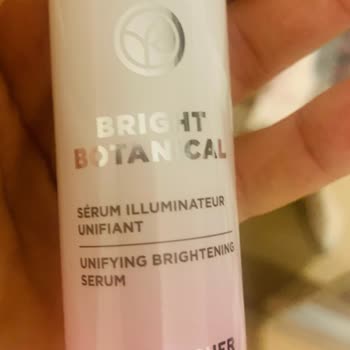 BRIGHT
BOTANICAL
SÉRUM ILLUMINATEUR
UNIFIANT
UNIFYING BRIGHTENING
SERUM